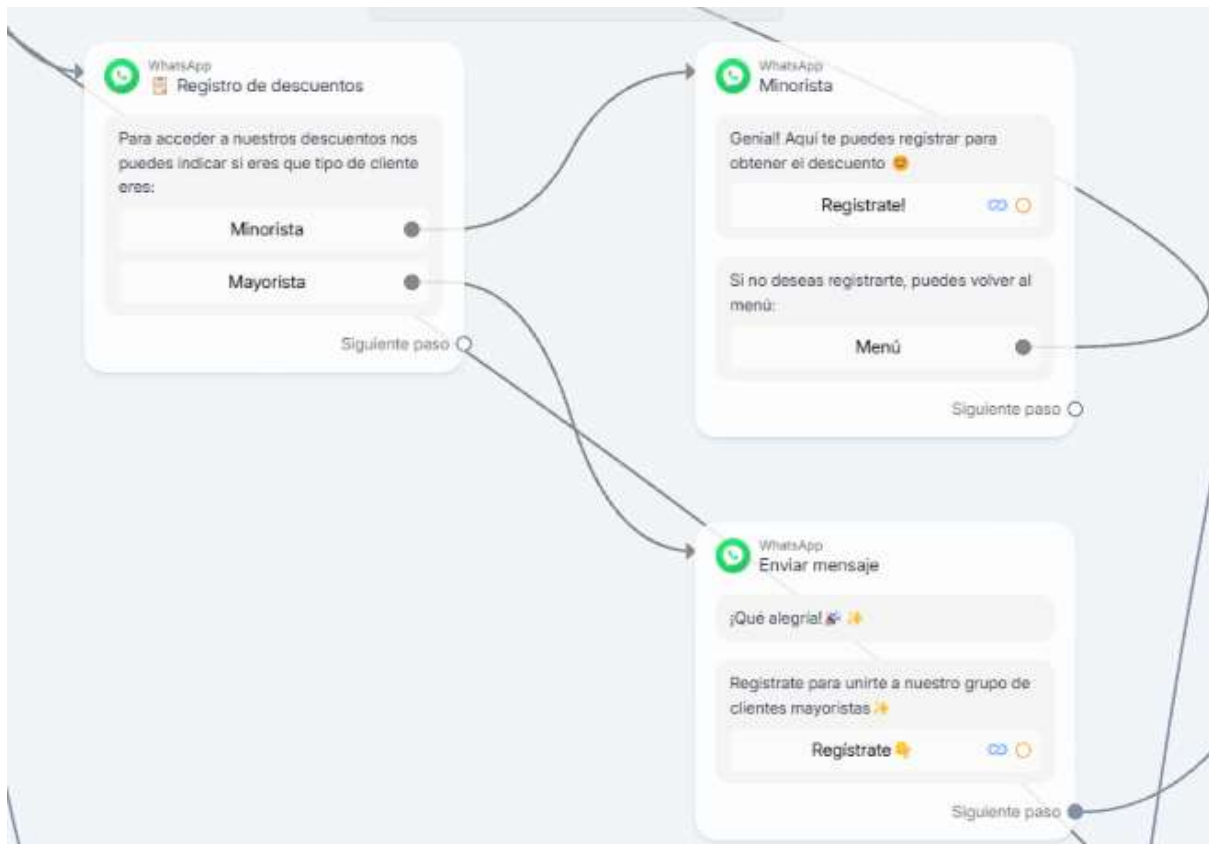 WhatsApp
📋 Registro de descuentos
Para acceder a nuestros descuentos nos
puedes indicar si eres que tipo de cliente
eres:
Minorista
Mayorista
Siguiente paso
WhatsApp
Minorista
Genial! Aquí te puedes registrar para
obtener el descuento 😊
Registrate!
Si no deseas registrarte, puedes volver al
menú:
Menú
Siguiente paso
WhatsApp
Enviar mensaje
¡Qué alegría!🎉✨
Registrate para unirte a nuestro grupo de
clientes mayoristas✨
Regístrate👇
Siguiente paso